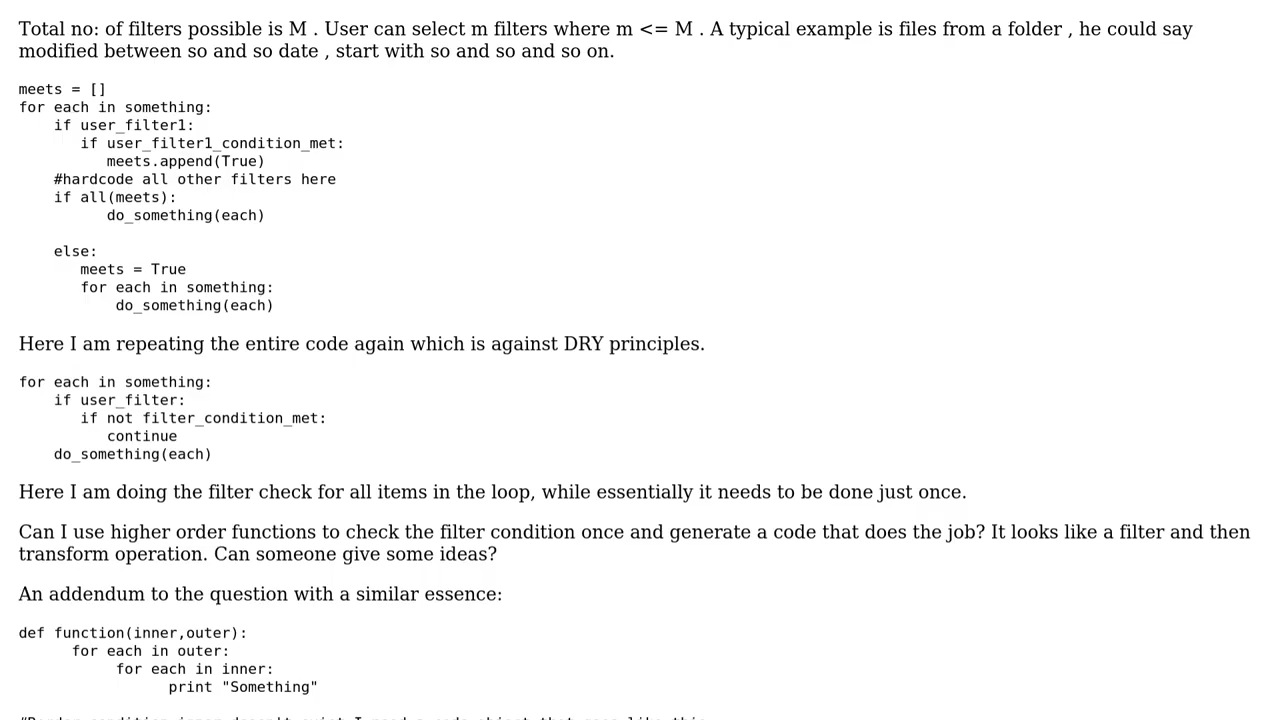 Total no: of filters possible is M . User can select m filters where m <= M . A typical example is files from a folder , he could say
modified between so and so date , start with so and so and so on.
meets = []
for each in something:
    if user_filter1:
       if user_filter1_condition_met:
          meets.append(True)
    #hardcode all other filters here
    if all(meets):
          do_something(each)
    else:
       meets = True
       for each in something:
           do_something(each)
Here I am repeating the entire code again which is against DRY principles.
for each in something:
    if user_filter:
       if not filter_condition_met:
          continue
    do_something(each)
Here I am doing the filter check for all items in the loop, while essentially it needs to be done just once.
Can I use higher order functions to check the filter condition once and generate a code that does the job? It looks like a filter and then
transform operation. Can someone give some ideas?
An addendum to the question with a similar essence:
def function(inner,outer):
      for each in outer:
           for each in inner:
                 print "Something"